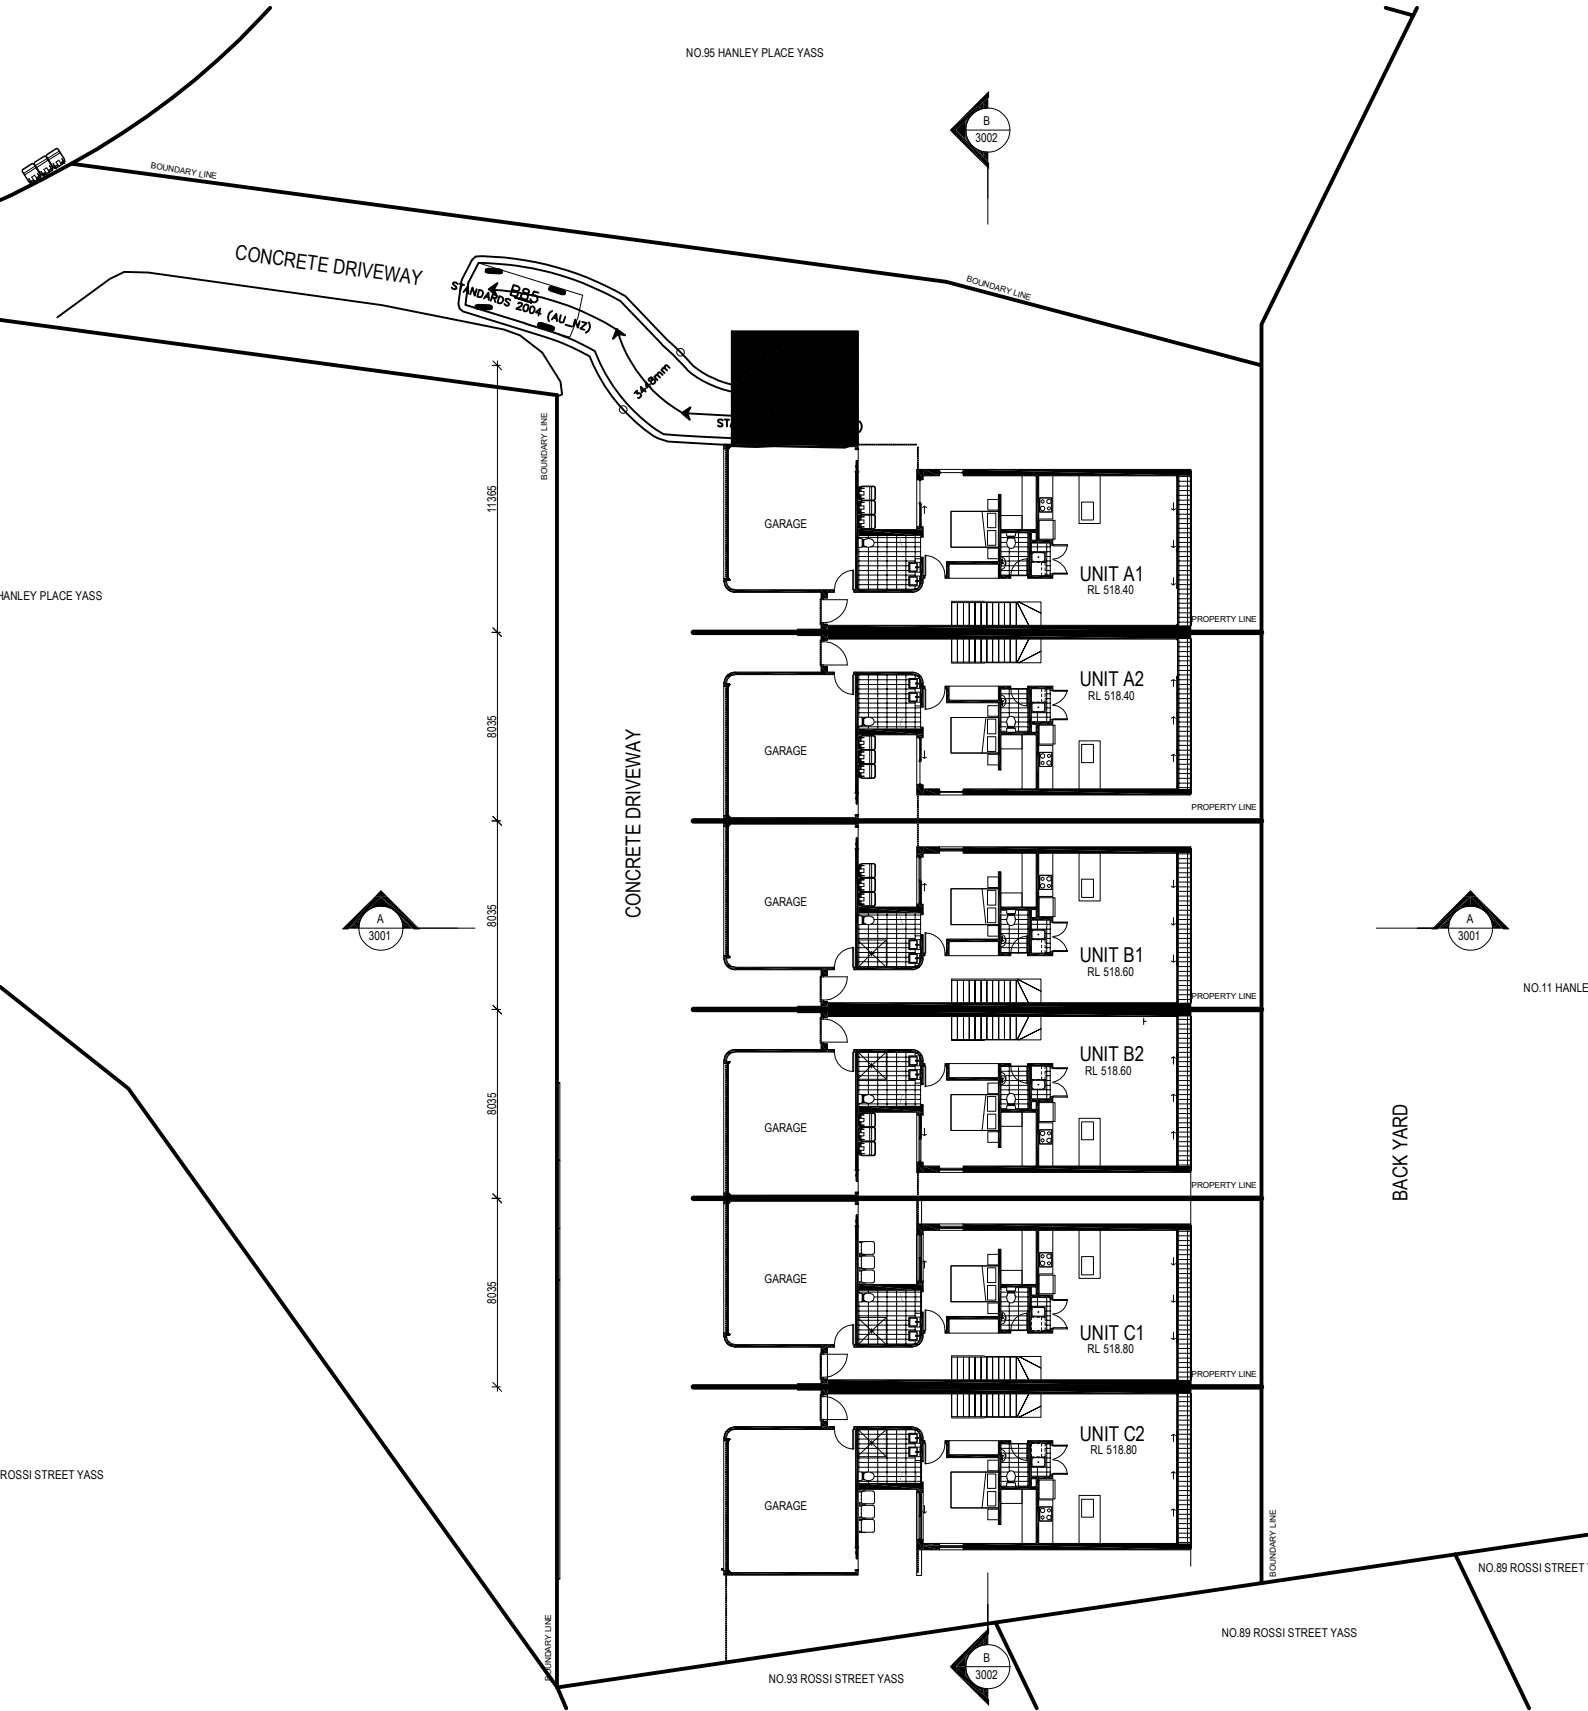 NO.95 HANLEY PLACE YASS
B
3002
BOUNDARY LINE
CONCRETE DRIVEWAY
BOUNDARY LINE
B85
STANDARDS 2004 (AU_NZ)
3448mm
ST
BOUNDARY LINE
11365
GARAGE
UNIT A1
RL 518.40
HANLEY PLACE YASS
PROPERTY LINE
UNIT A2
RL 518.40
8035
GARAGE
CONCRETE DRIVEWAY
PROPERTY LINE
GARAGE
8035
A
3001
A
3001
UNIT B1
RL 518.60
NO.11 HANLE
PROPERTY LINE
UNIT B2
RL 518.60
8035
GARAGE
BACK YARD
PROPERTY LINE
GARAGE
8035
UNIT C1
RL 518.80
PROPERTY LINE
UNIT C2
RL 518.80
ROSSI STREET YASS
GARAGE
BOUNDARY LINE
NO.89 ROSSI STREET
BOUNDARY LINE
NO.89 ROSSI STREET YASS
B
3002
NO.93 ROSSI STREET YASS